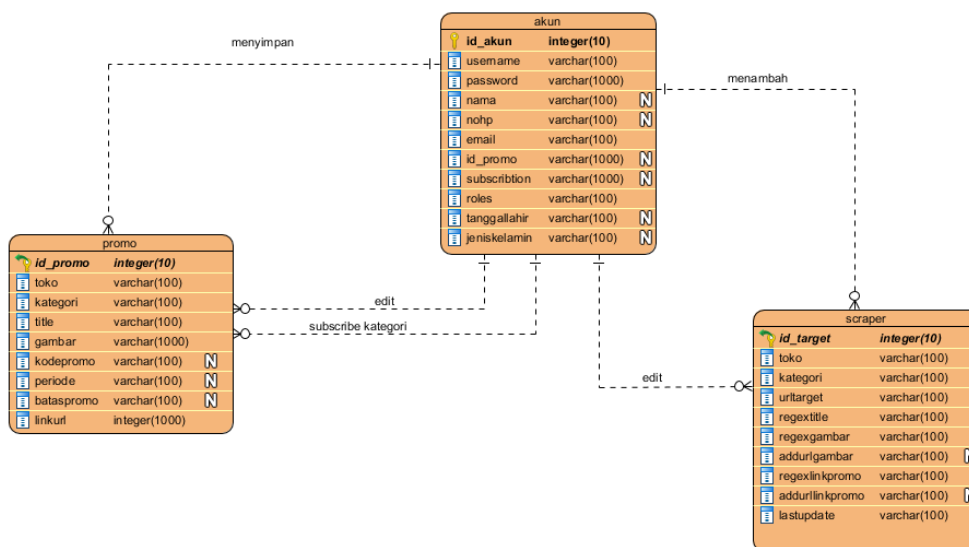 akun
id_akun integer(10)
username varchar(100)
password varchar(1000)
nama varchar(100) N
nohp varchar(100) N
email varchar(100)
id_promo varchar(1000) N
subscribtion varchar(1000) N
roles varchar(100)
tanggallahir varchar(100) N
jeniskelamin varchar(100) N
menyimpan
menambah
promo
id_promo integer(10)
toko varchar(100)
kategori varchar(100)
title varchar(100)
gambar varchar(1000)
kodepromo varchar(100) N
periode varchar(100) N
bataspromo varchar(100) N
linkurl integer(1000)
edit
subscribe kategori
edit
scraper
id_target integer(10)
toko varchar(100)
kategori varchar(100)
urltarget varchar(100)
regextitle varchar(100)
regexgambar varchar(100)
addurlgambar varchar(100) N
regexlinkpromo varchar(100)
addurllinkpromo varchar(100) N
lastupdate varchar(100)